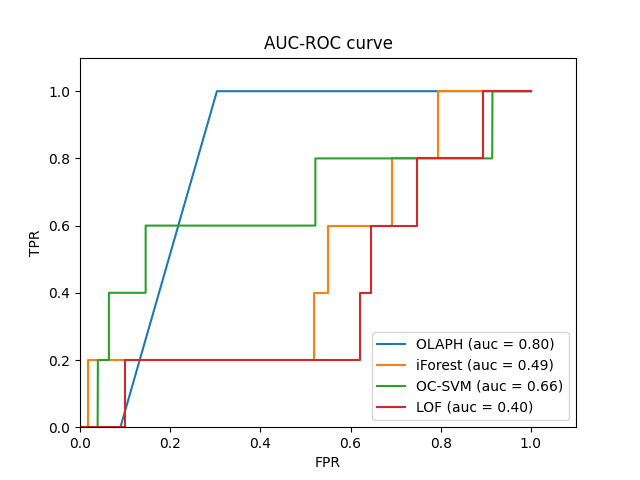 AUC-ROC curve
TPR
1.0
0.8
0.6
0.4
0.2
0.0
OLAPH (auc = 0.80)
iForest (auc = 0.49)
OC-SVM (auc = 0.66)
LOF (auc = 0.40)
0.0 0.2 0.4 0.6 0.8 1.0
FPR